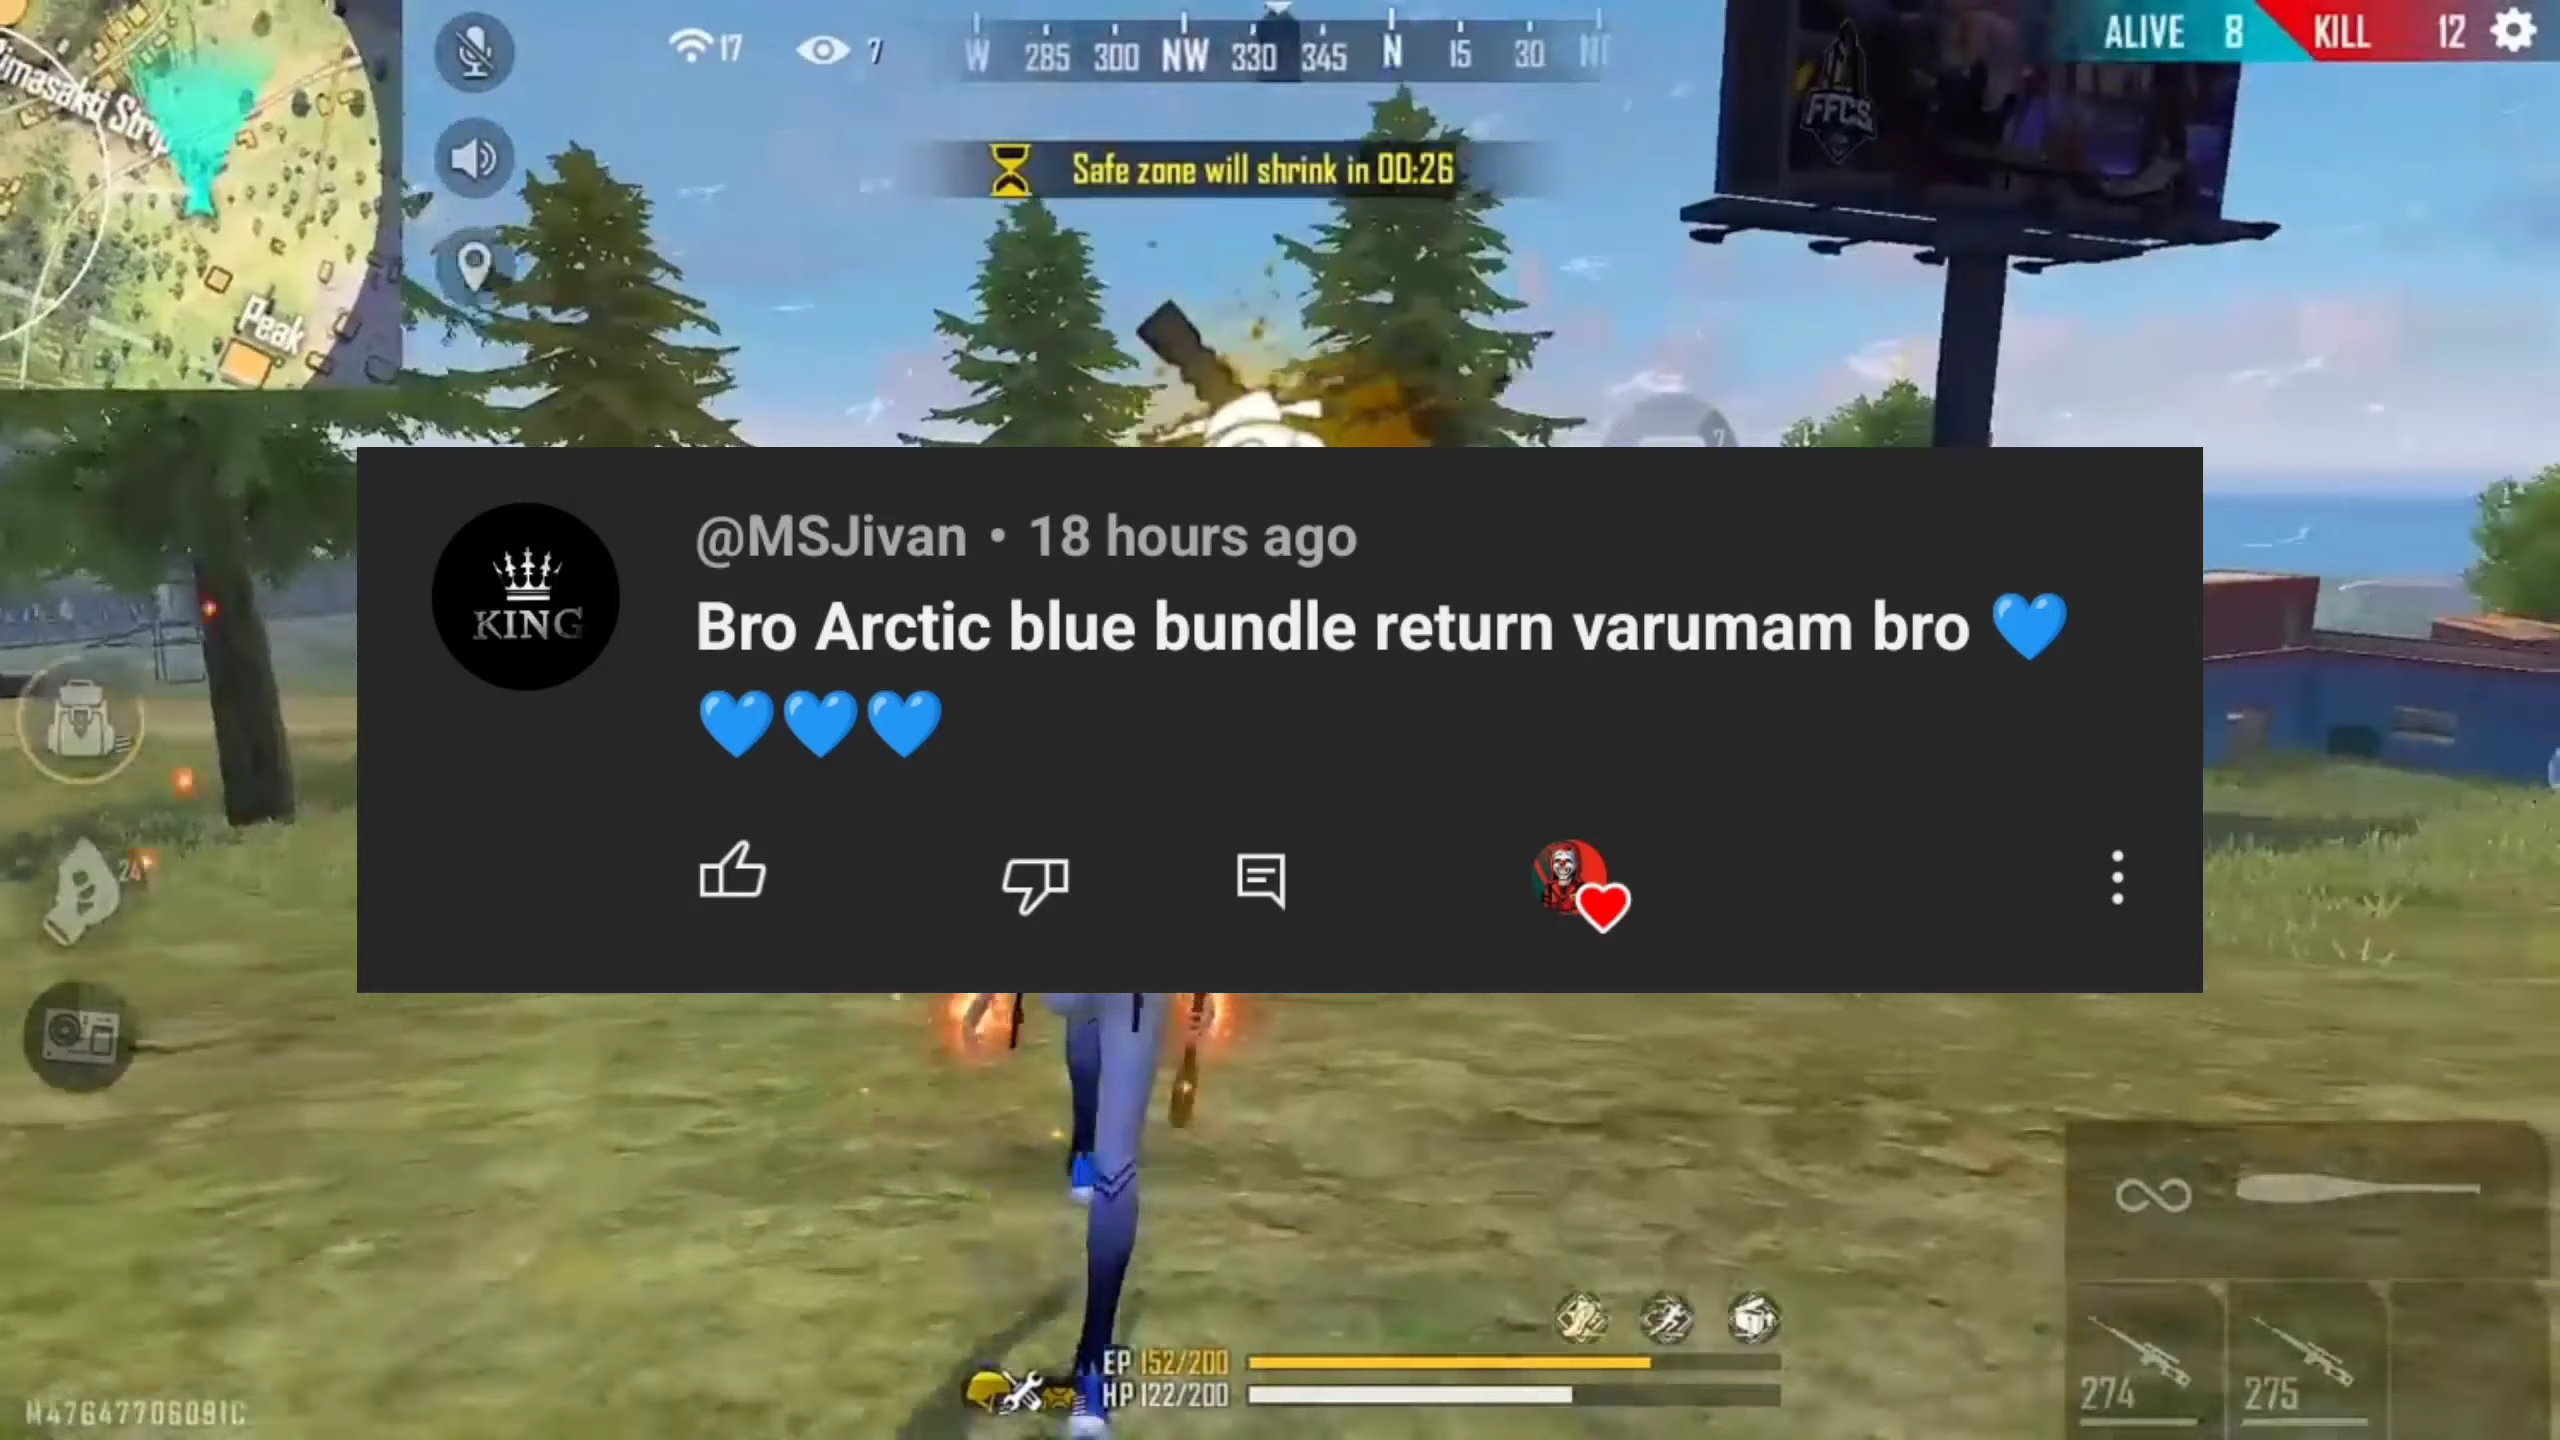 17
7
W 285 300 NW 330 345 N 15 30
ALIVE 8 KILL 12
Safe zone will shrink in 00:26
FFCS
Peak
7
@MSJivan • 18 hours ago
KING
Bro Arctic blue bundle return varumam bro 💙
💙💙💙
24
EP 152/200
HP 122/200
274 275